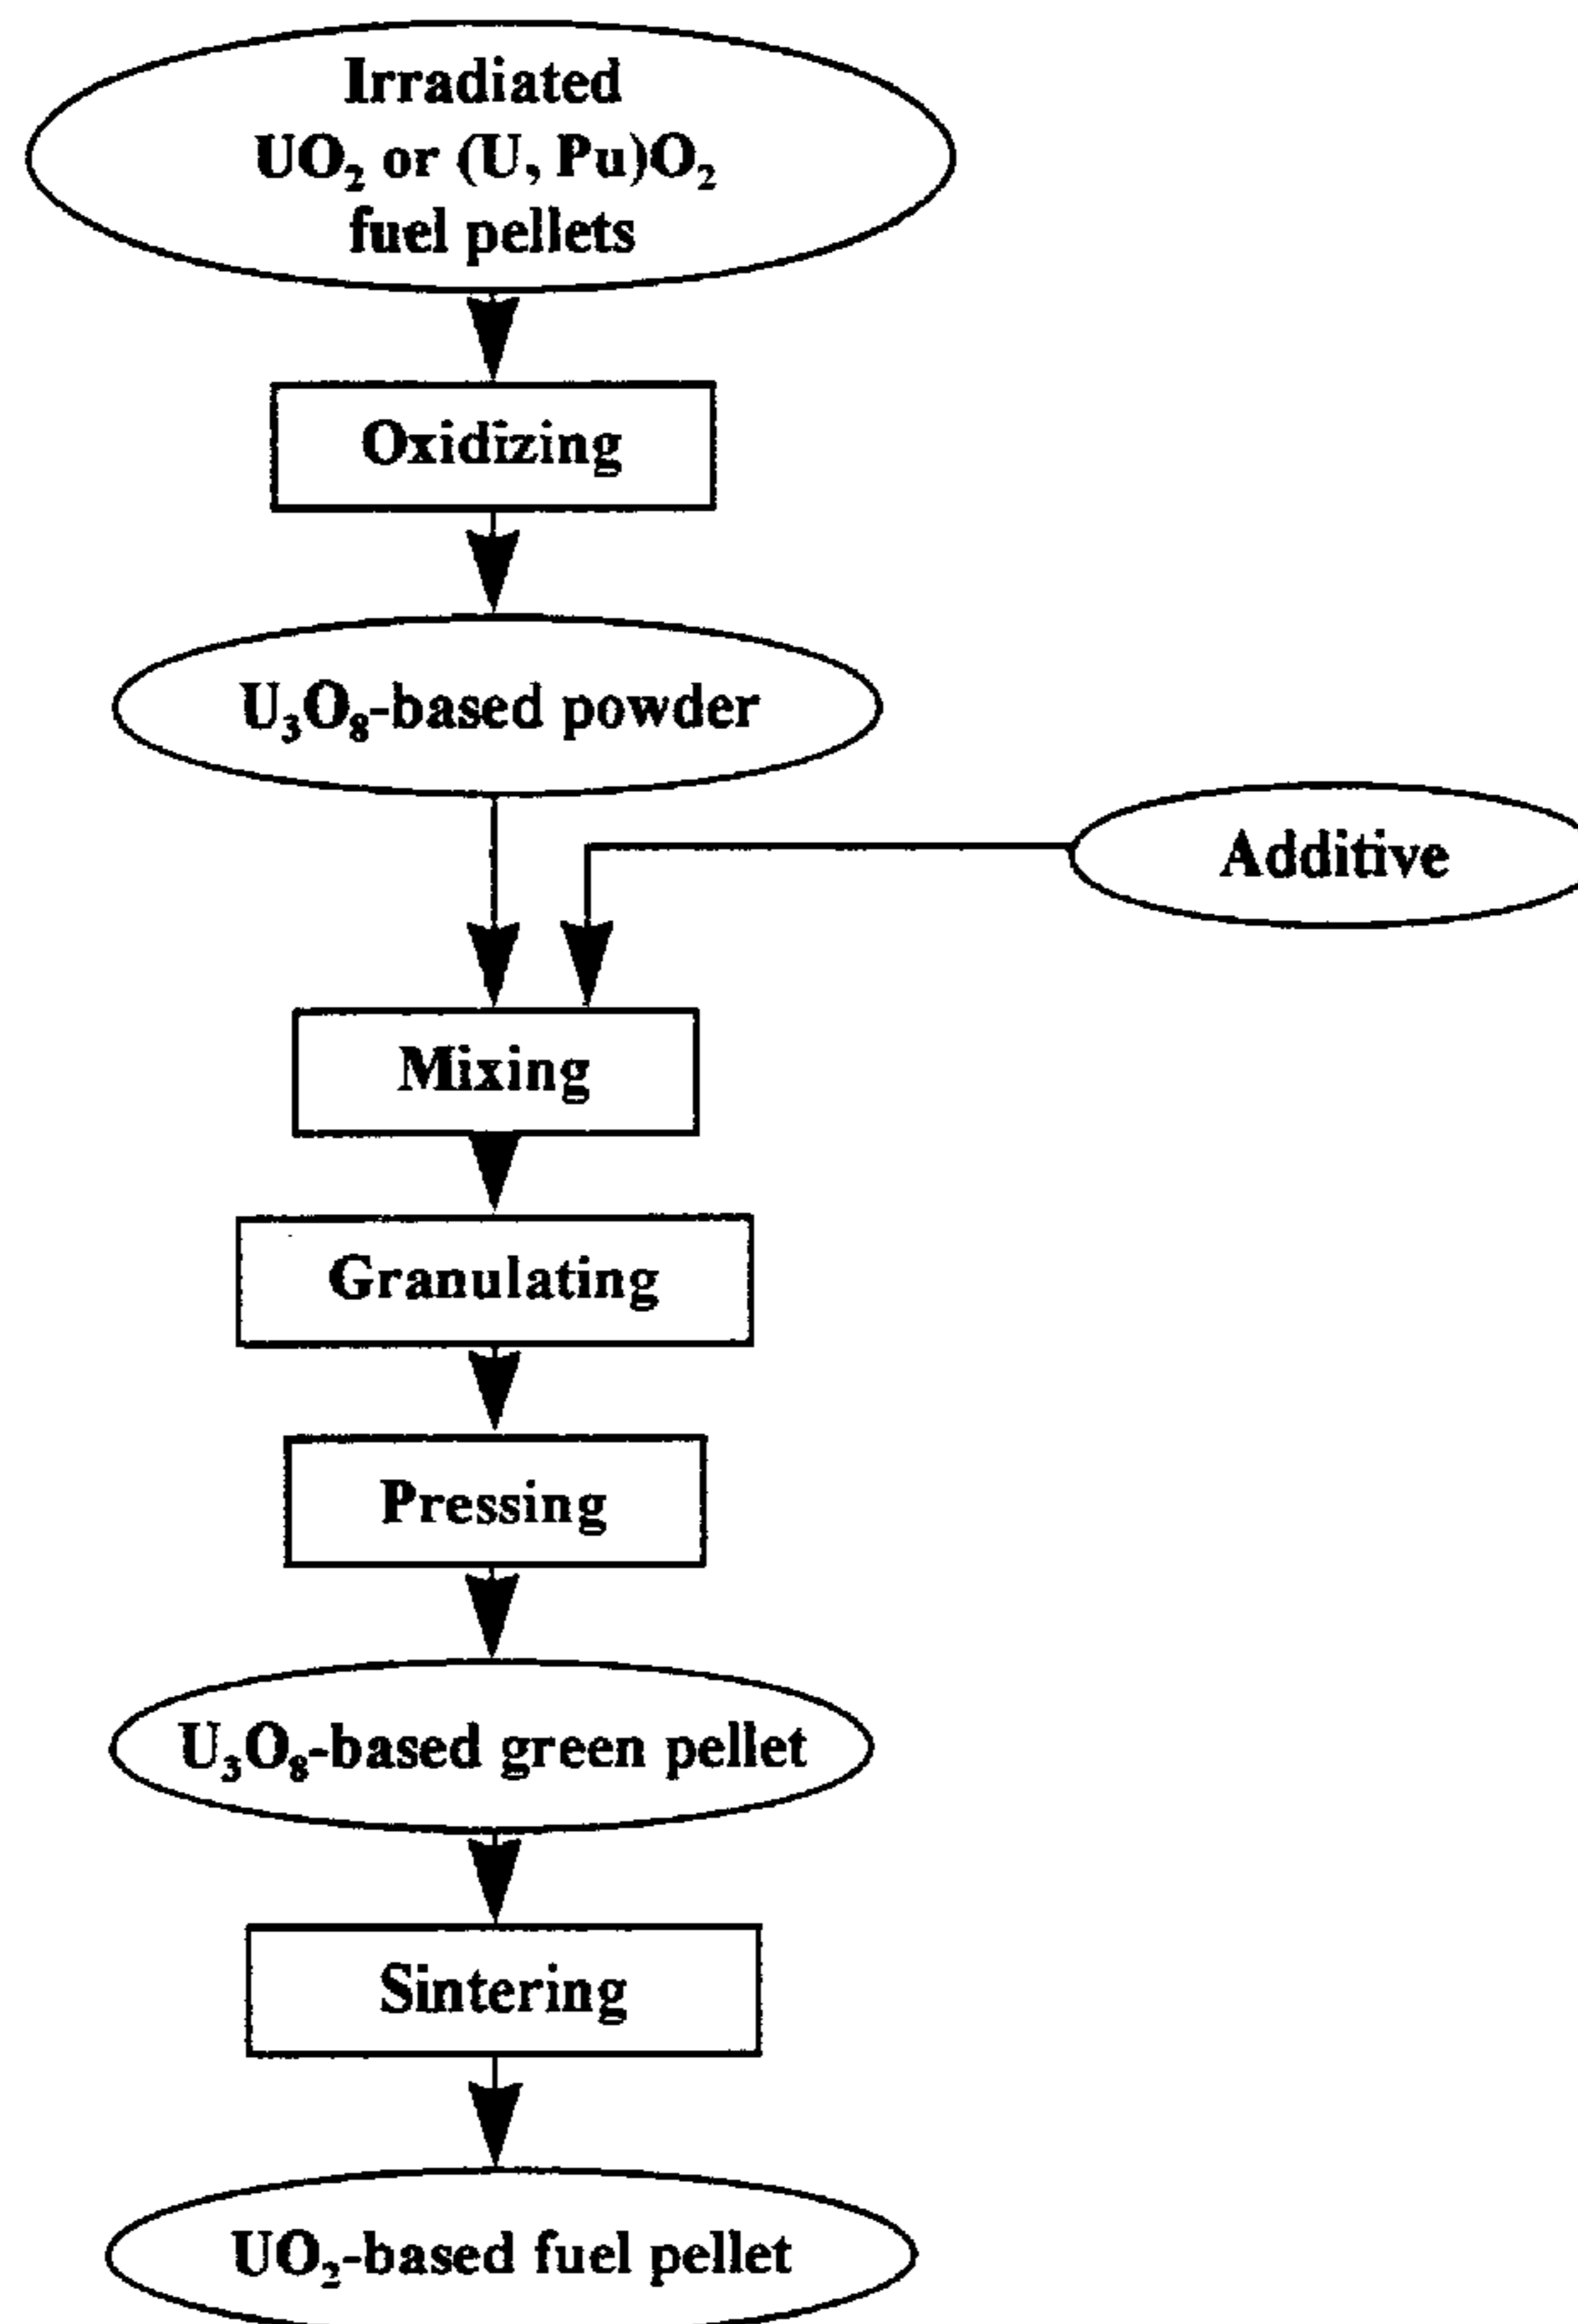 Irradiated
UO₂ or (U, Pu)O₂
fuel pellets
Oxidizing
U₃O₈-based powder
Additive
Mixing
Granulating
Pressing
U₃O₈-based green pellet
Sintering
UO₂-based fuel pellet